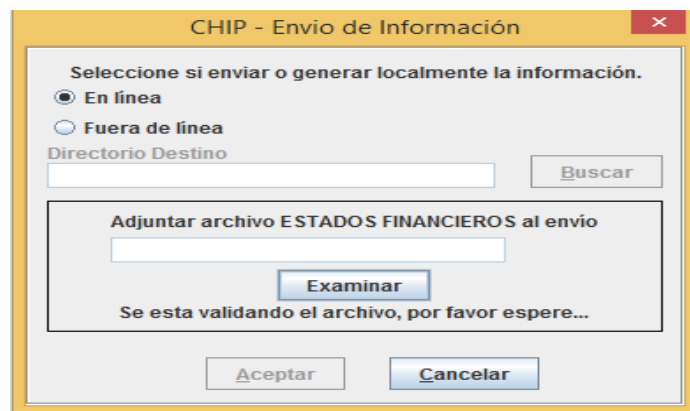 CHIP - Envio de Información
Seleccione si enviar o generar localmente la información.
En línea
Fuera de línea
Directorio Destino
Buscar
Adjuntar archivo ESTADOS FINANCIEROS al envío
Examinar
Se esta validando el archivo, por favor espere...
Aceptar
Cancelar